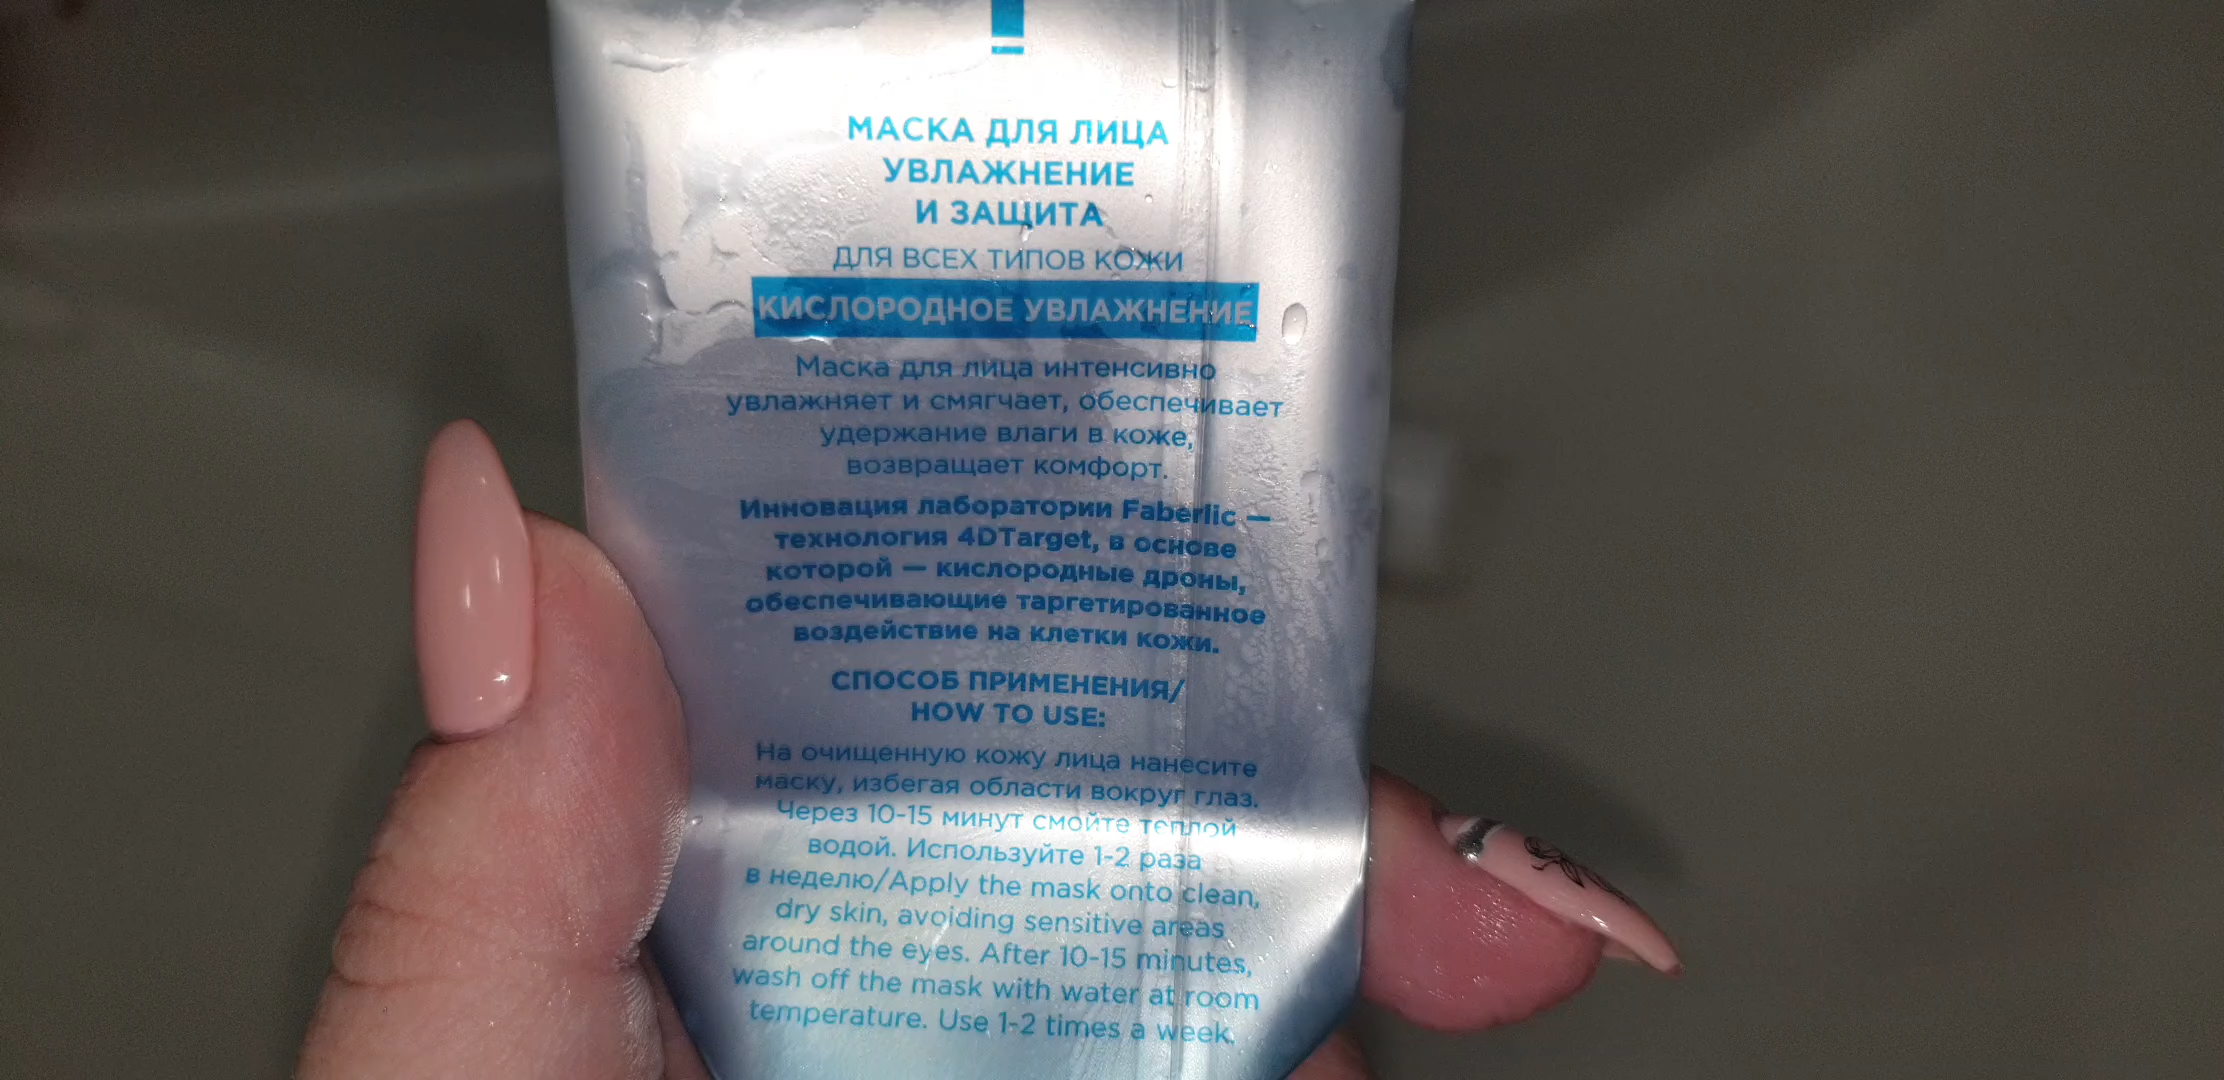 МАСКА ДЛЯ ЛИЦА
УВЛАЖНЕНИЕ
И ЗАЩИТА
ДЛЯ ВСЕХ ТИПОВ КОЖИ
КИСЛОРОДНОЕ УВЛАЖНЕНИЕ
Маска для лица интенсивно
увлажняет и смягчает, обеспечивает
удержание влаги в коже,
возвращает комфорт.
Инновация лаборатории Faberlic —
технология 4DTarget, в основе
которой — кислородные дроны,
обеспечивающие таргетированное
воздействие на клетки кожи.
СПОСОБ ПРИМЕНЕНИЯ/
HOW TO USE:
На очищенную кожу лица нанесите
маску, избегая области вокруг глаз.
Через 10-15 минут смойте теплой
водой. Используйте 1-2 раза
в неделю/Apply the mask onto clean,
dry skin, avoiding sensitive areas
around the eyes. After 10-15 minutes,
wash off the mask with water at room
temperature. Use 1-2 times a week.